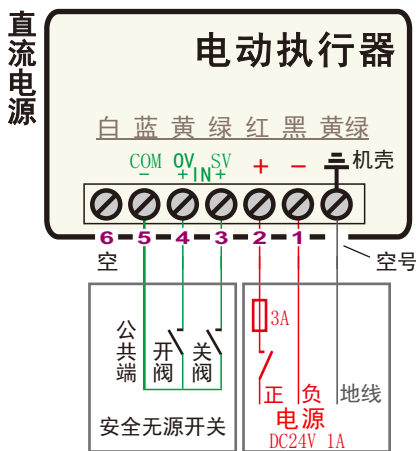 直流电源
电动执行器
白 蓝 黄 绿 红 黑 黄绿
COM OV SV + −
− + IN +
机壳
6 5 4 3 2 1
空
空号
公共端
开阀
关阀
安全无源开关
3A
正 负 地线
电源
DC24V 1A